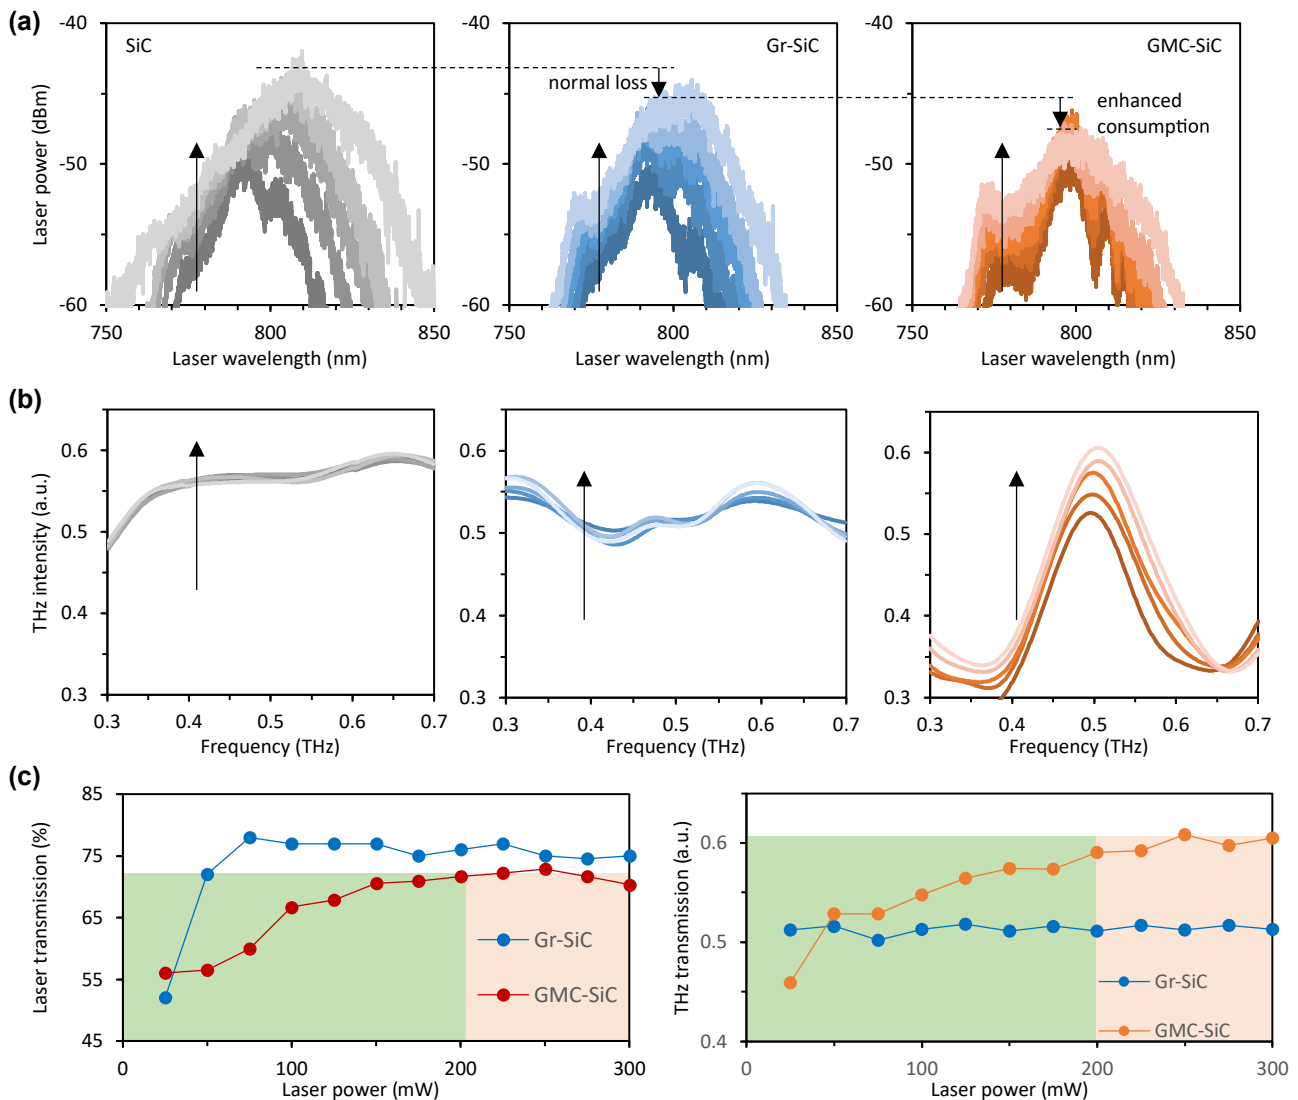 (a)
SiC
Gr-SiC
GMC-SiC
normal loss
enhanced
consumption
Laser power (dBm)
-40
-50
-60
750
800
850
Laser wavelength (nm)
-40
-50
-60
750
800
850
Laser wavelength (nm)
-40
-50
-60
750
800
850
Laser wavelength (nm)
(b)
THz intensity (a.u.)
0.6
0.5
0.4
0.3
0.3
0.4
0.5
0.6
0.7
Frequency (THz)
0.6
0.5
0.4
0.3
0.3
0.4
0.5
0.6
0.7
Frequency (THz)
0.6
0.5
0.4
0.3
0.3
0.4
0.5
0.6
0.7
Frequency (THz)
(c)
Laser transmission (%)
85
75
65
55
45
0
100
200
300
Laser power (mW)
Gr-SiC
GMC-SiC
THz transmission (a.u.)
0.6
0.5
0.4
0
100
200
300
Laser power (mW)
Gr-SiC
GMC-SiC